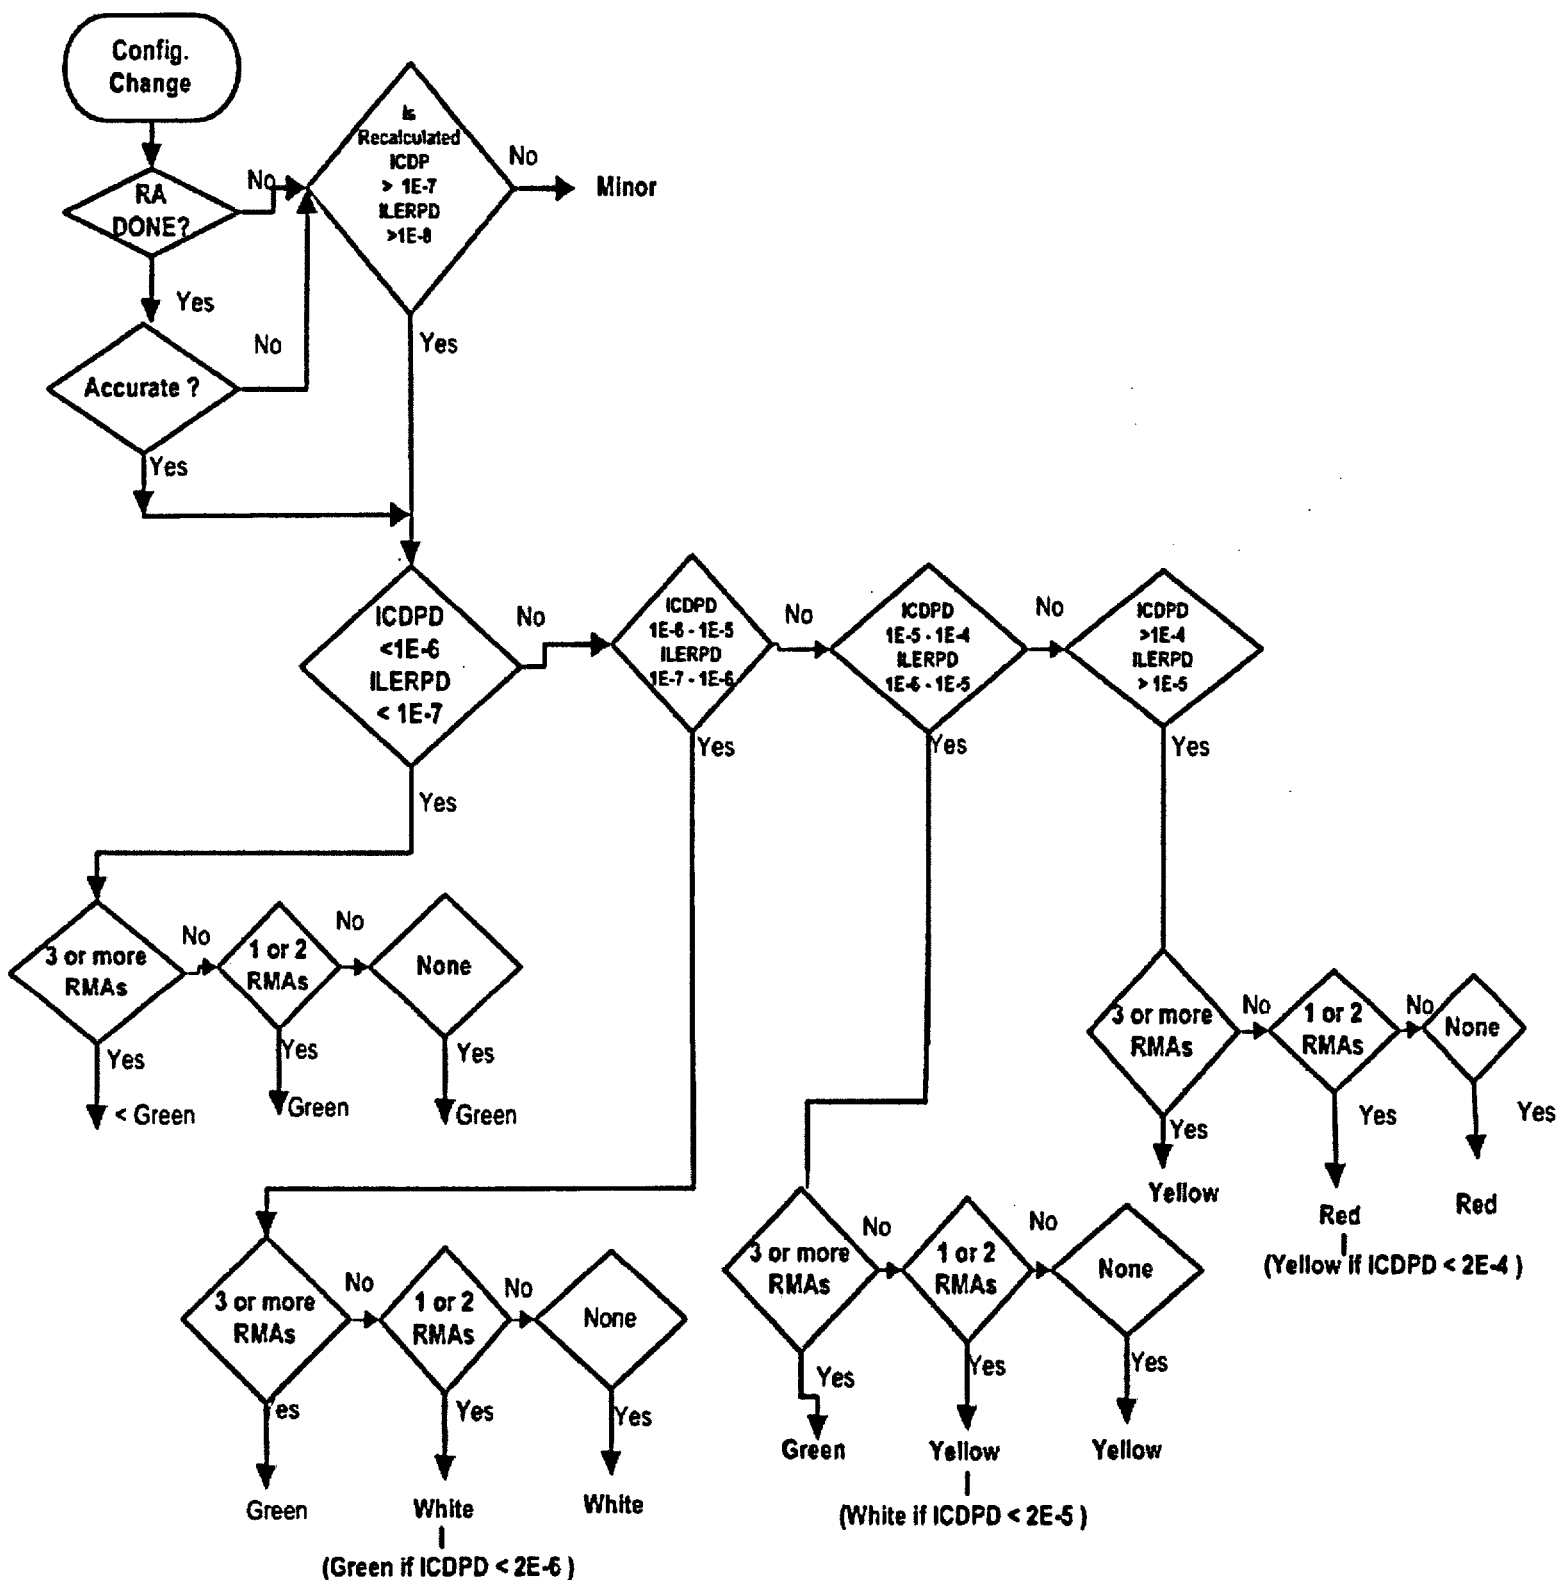 Config.
Change
Is
Recalculated
ICDP
> 1E-7
ILERPD
>1E-8
No
Minor
RA
DONE?
No
Yes
Accurate ?
No
Yes
Yes
ICDPD
<1E-6
ILERPD
< 1E-7
No
ICDPD
1E-6 - 1E-5
ILERPD
1E-7 - 1E-6
No
ICDPD
1E-5 - 1E-4
ILERPD
1E-6 - 1E-5
No
ICDPD
>1E-4
ILERPD
> 1E-5
Yes
Yes
Yes
Yes
3 or more
RMAs
No
1 or 2
RMAs
No
None
Yes
Yes
Yes
< Green
Green
Green
3 or more
RMAs
No
1 or 2
RMAs
No
None
Yes
Yes
Yes
Yellow
Red
Red
(Yellow if ICDPD < 2E-4 )
3 or more
RMAs
No
1 or 2
RMAs
No
None
Yes
Yes
Yes
Green
Yellow
Yellow
(White if ICDPD < 2E-5 )
3 or more
RMAs
No
1 or 2
RMAs
No
None
Yes
Yes
Yes
Green
White
White
(Green if ICDPD < 2E-6 )